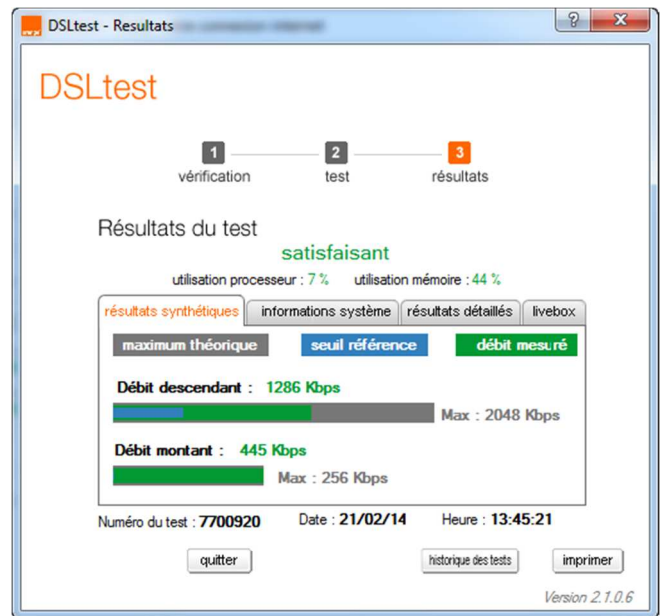 DSLtest - Resultats
DSLtest
1 2 3
vérification test résultats
Résultats du test
satisfaisant
utilisation processeur : 7 % utilisation mémoire : 44 %
résultats synthétiques informations système résultats détaillés livebox
maximum théorique seuil référence débit mesuré
Débit descendant : 1286 Kbps
Max : 2048 Kbps
Débit montant : 445 Kbps
Max : 256 Kbps
Numéro du test : 7700920 Date : 21/02/14 Heure : 13:45:21
quitter historique des tests imprimer
Version 2.1.0.6